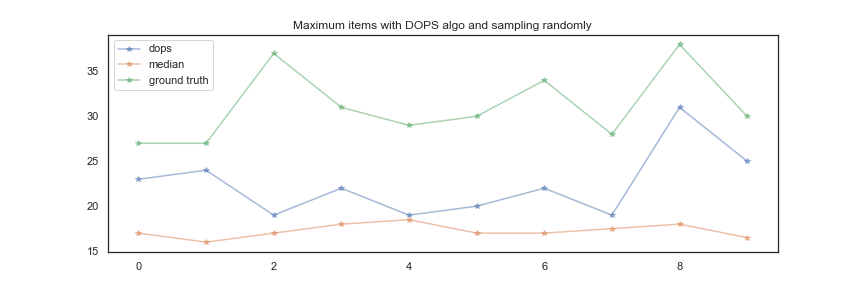 Maximum items with DOPS algo and sampling randomly
dops
median
ground truth
35
30
25
20
15
0 2 4 6 8